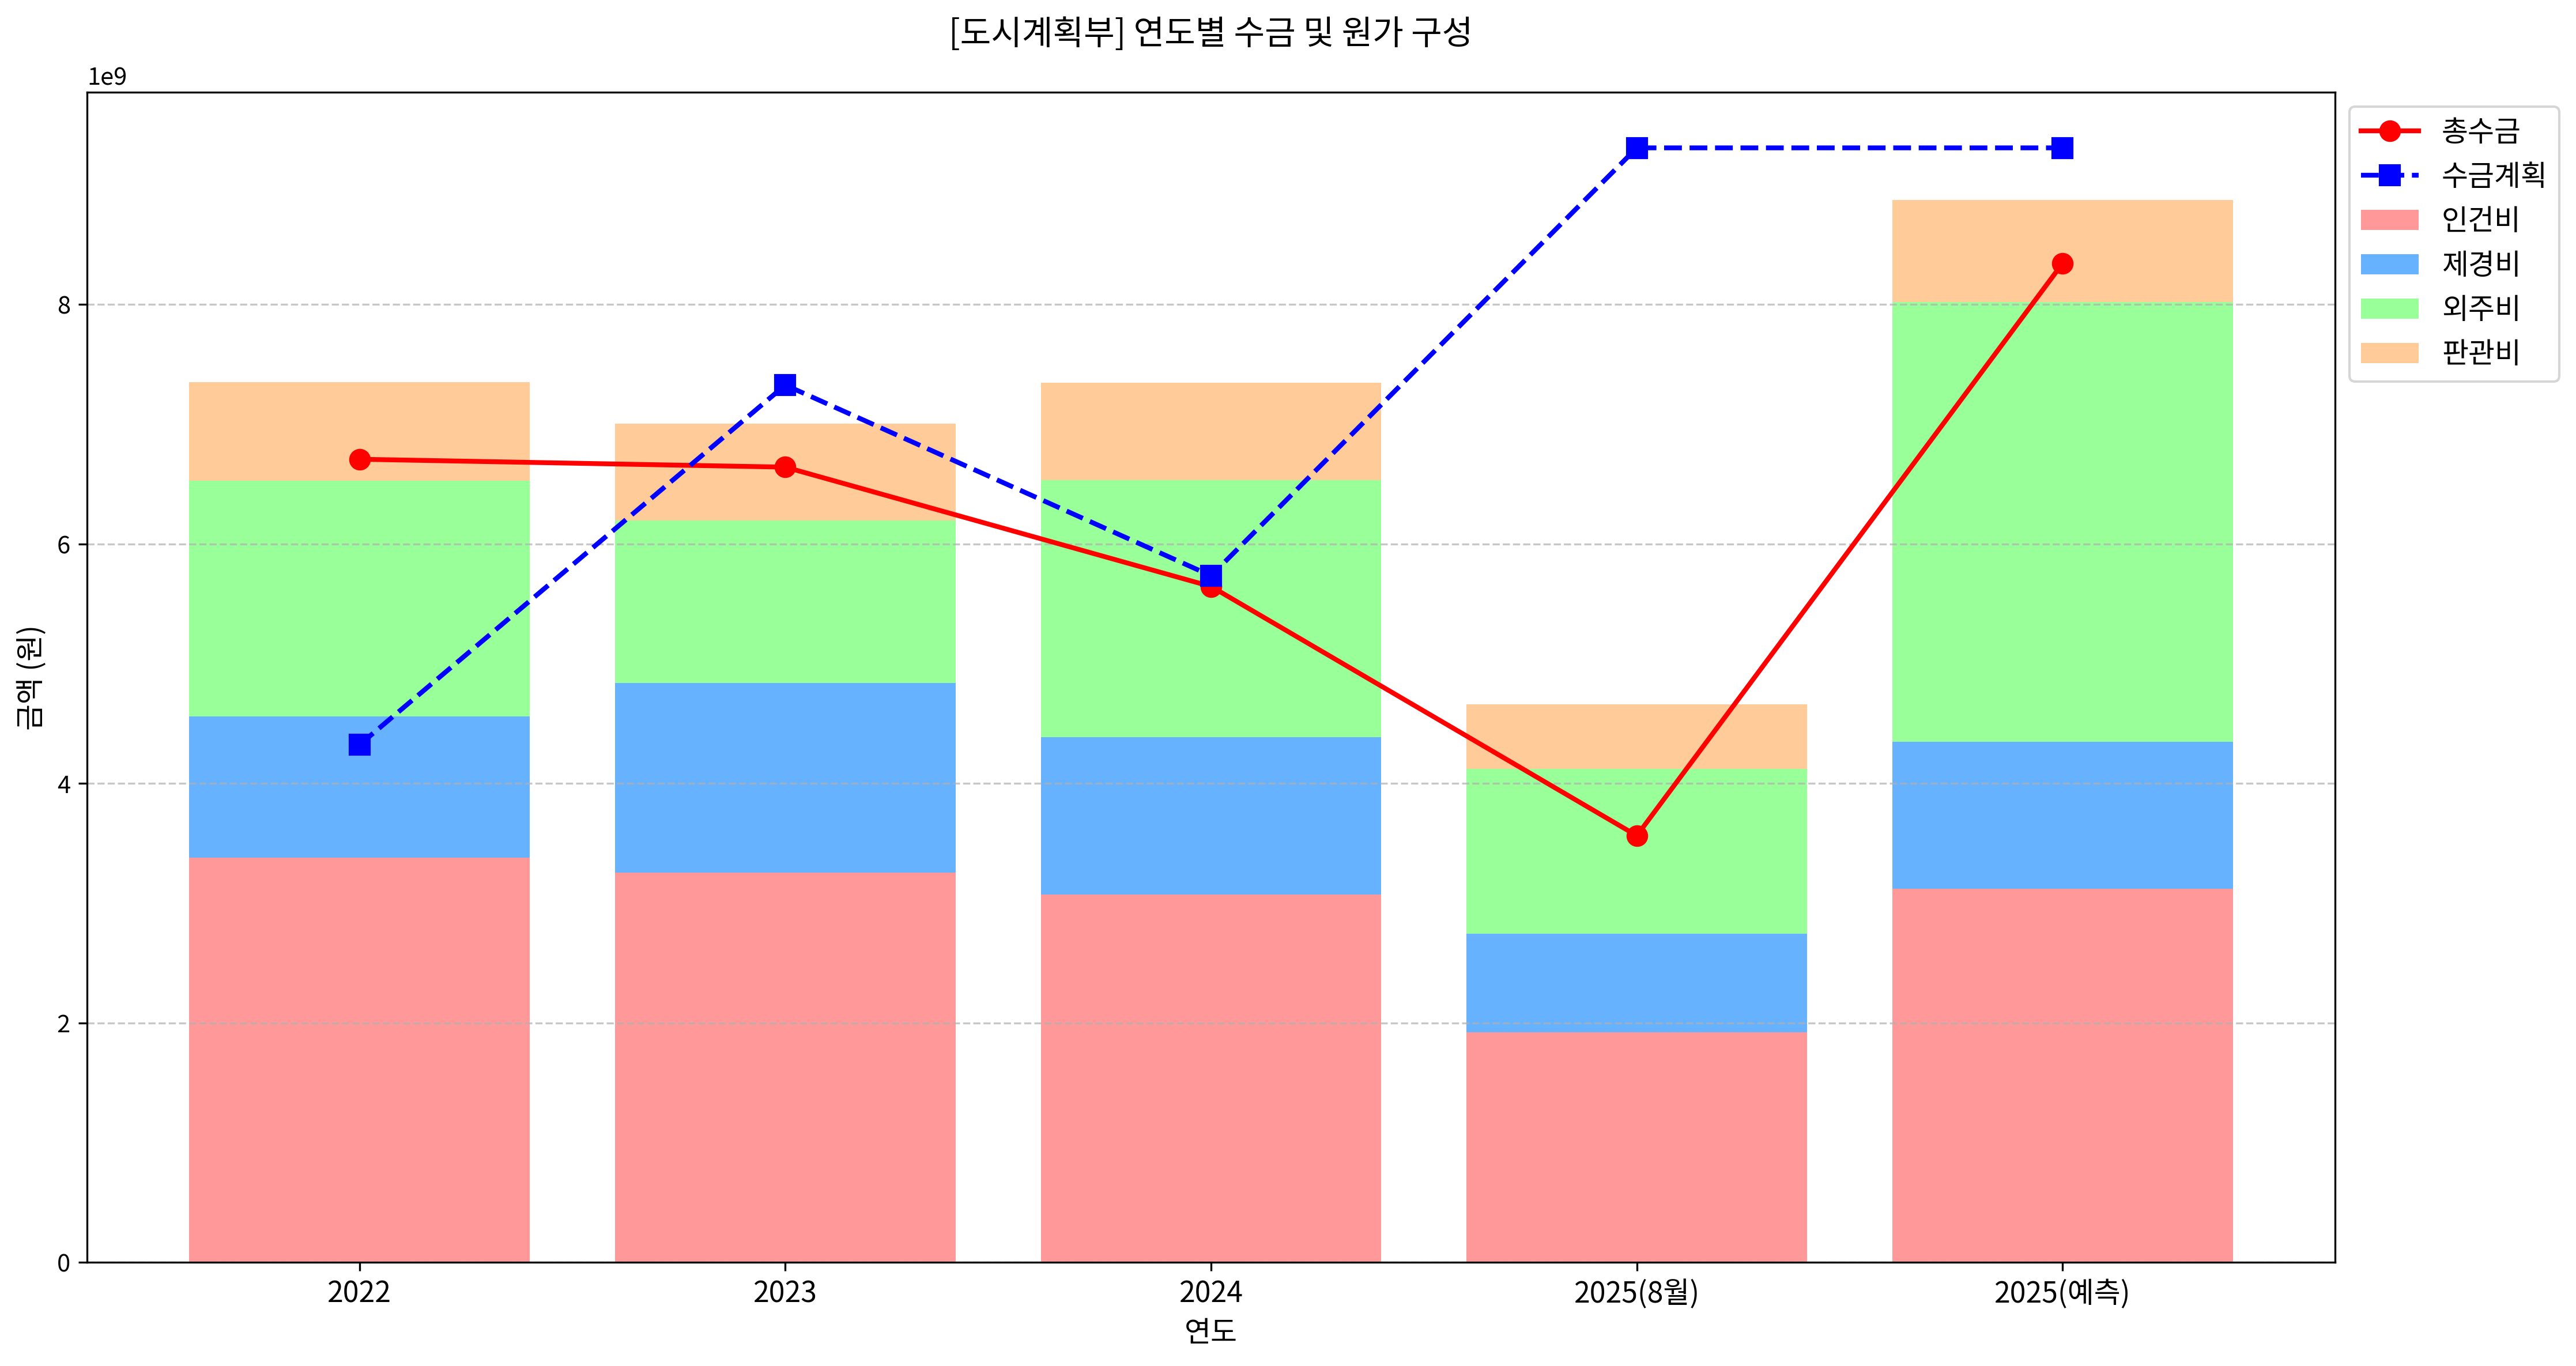 [도시계획부] 연도별 수금 및 원가 구성
1e9
총수금
수금계획
인건비
제경비
외주비
판관비
8
6
4
2
0
금액 (원)
2022
2023
2024
2025(8월)
2025(예측)
연도